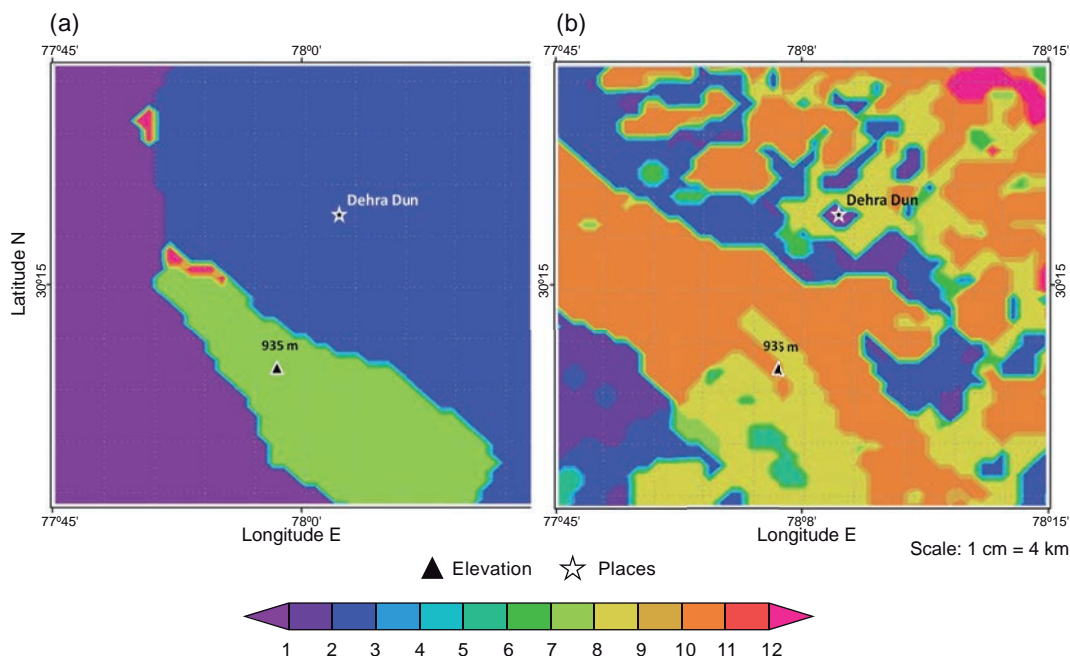 (a)
(b)
77º45'
78º0'
77º45'
78º8'
78º15'
Latitude N
30º15
30º15
Dehra Dun
Dehra Dun
935 m
935 m
77º45'
78º0'
77º45'
78º8'
78º15'
Longitude E
Longitude E
Scale: 1 cm = 4 km
Elevation
Places
1 2 3 4 5 6 7 8 9 10 11 12